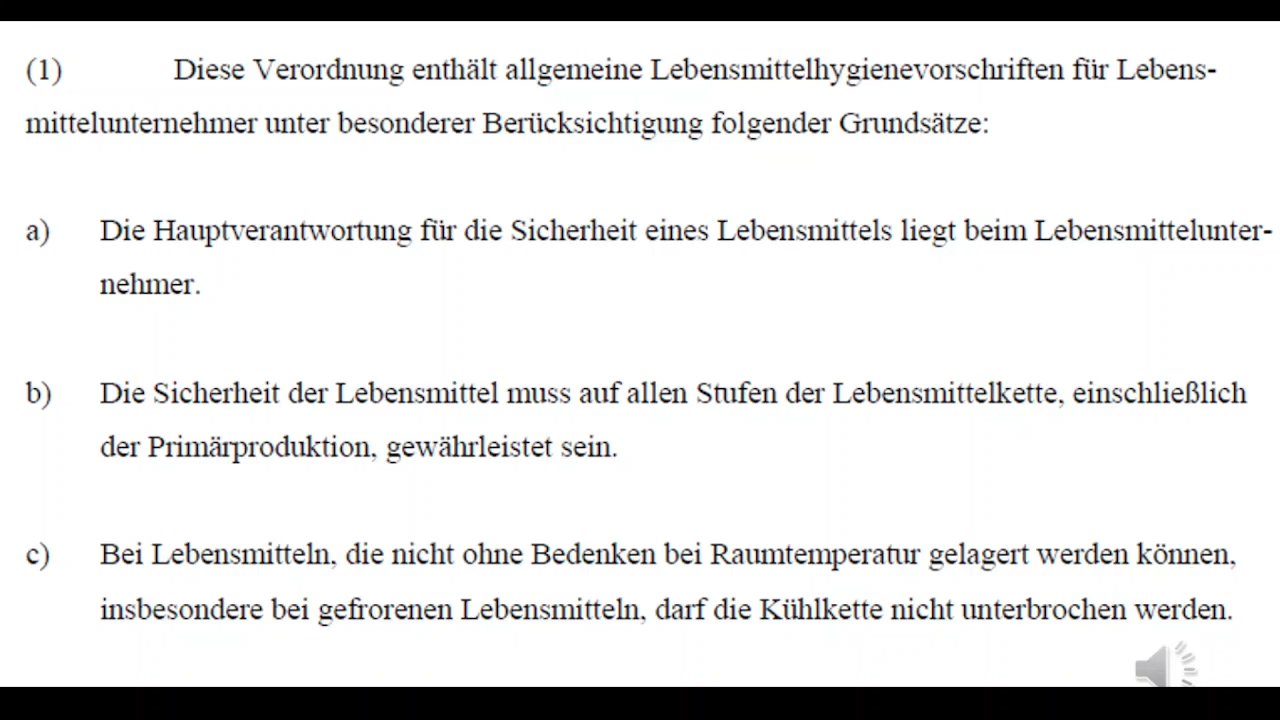 (1) Diese Verordnung enthält allgemeine Lebensmittelhygienevorschriften für Lebens-
mittelunternehmer unter besonderer Berücksichtigung folgender Grundsätze:
a) Die Hauptverantwortung für die Sicherheit eines Lebensmittels liegt beim Lebensmittelunter-
nehmer.
b) Die Sicherheit der Lebensmittel muss auf allen Stufen der Lebensmittelkette, einschließlich
der Primärproduktion, gewährleistet sein.
c) Bei Lebensmitteln, die nicht ohne Bedenken bei Raumtemperatur gelagert werden können,
insbesondere bei gefrorenen Lebensmitteln, darf die Kühlkette nicht unterbrochen werden.